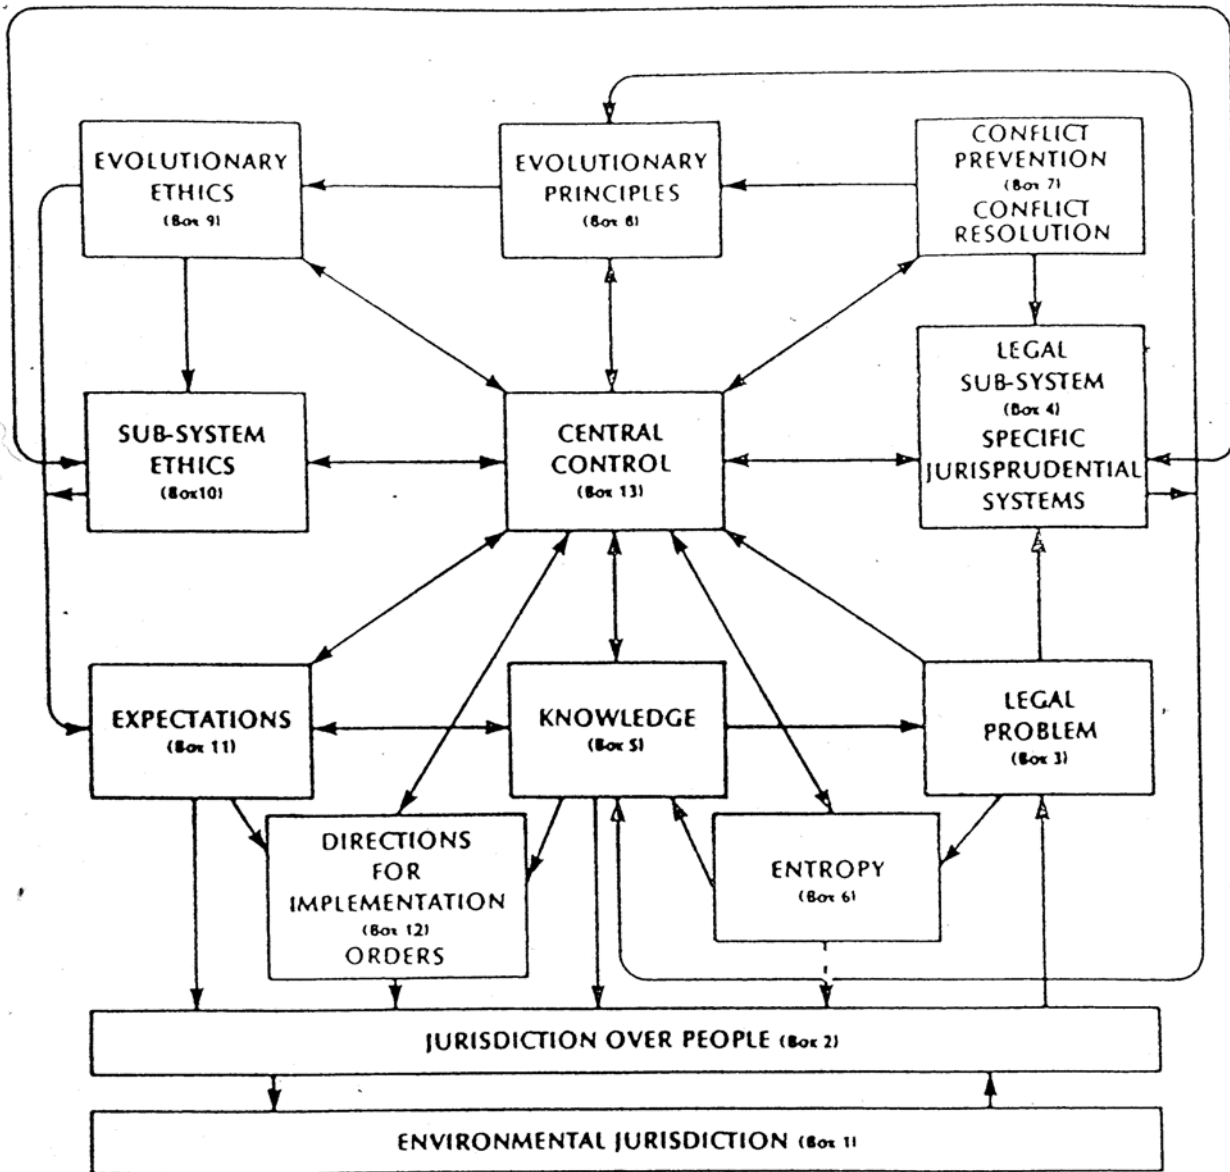 EVOLUTIONARY
ETHICS
(Box 9)
EVOLUTIONARY
PRINCIPLES
(Box 8)
CONFLICT
PREVENTION
(Box 7)
CONFLICT
RESOLUTION
SUB-SYSTEM
ETHICS
(Box10)
CENTRAL
CONTROL
(Box 13)
LEGAL
SUB-SYSTEM
(Box 4)
SPECIFIC
JURISPRUDENTIAL
SYSTEMS
EXPECTATIONS
(Box 11)
KNOWLEDGE
(Box 5)
LEGAL
PROBLEM
(Box 3)
DIRECTIONS
FOR
IMPLEMENTATION
(Box 12)
ORDERS
ENTROPY
(Box 6)
JURISDICTION OVER PEOPLE (Box 2)
ENVIRONMENTAL JURISDICTION (Box 1)